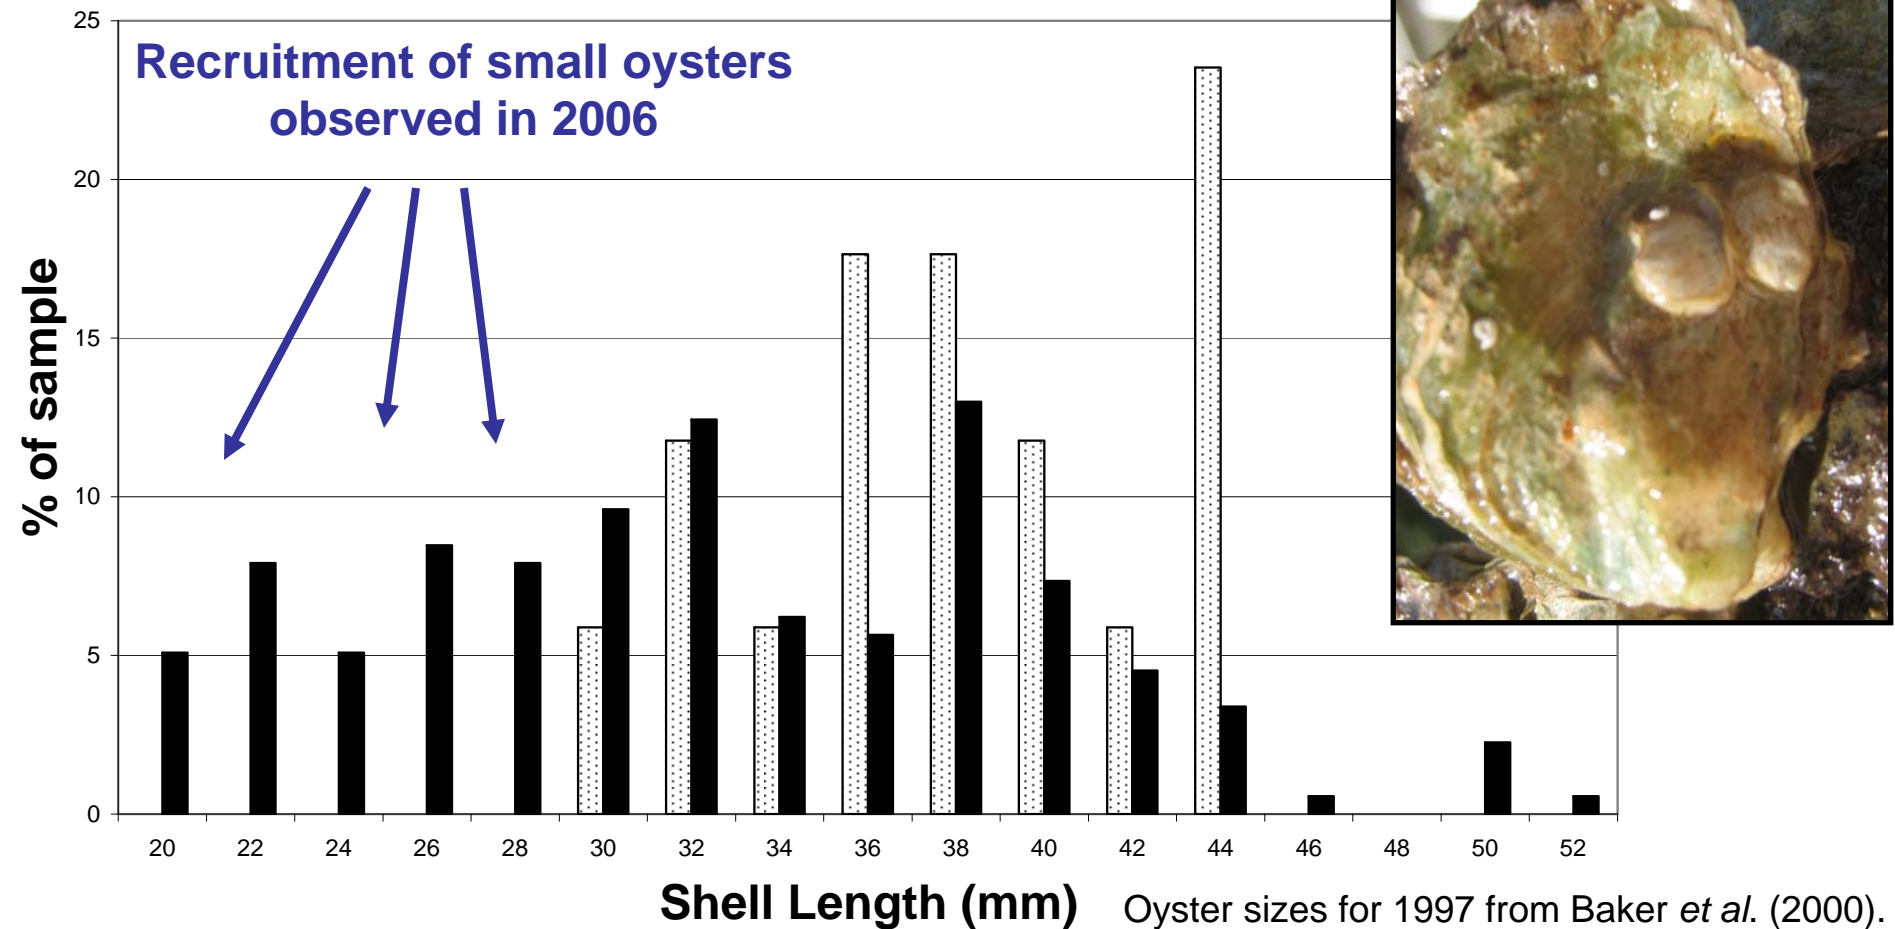 Recruitment of small oysters
observed in 2006
% of sample
25
20
15
10
5
0
20 22 24 26 28 30 32 34 36 38 40 42 44 46 48 50 52
Shell Length (mm)
Oyster sizes for 1997 from Baker et al. (2000).